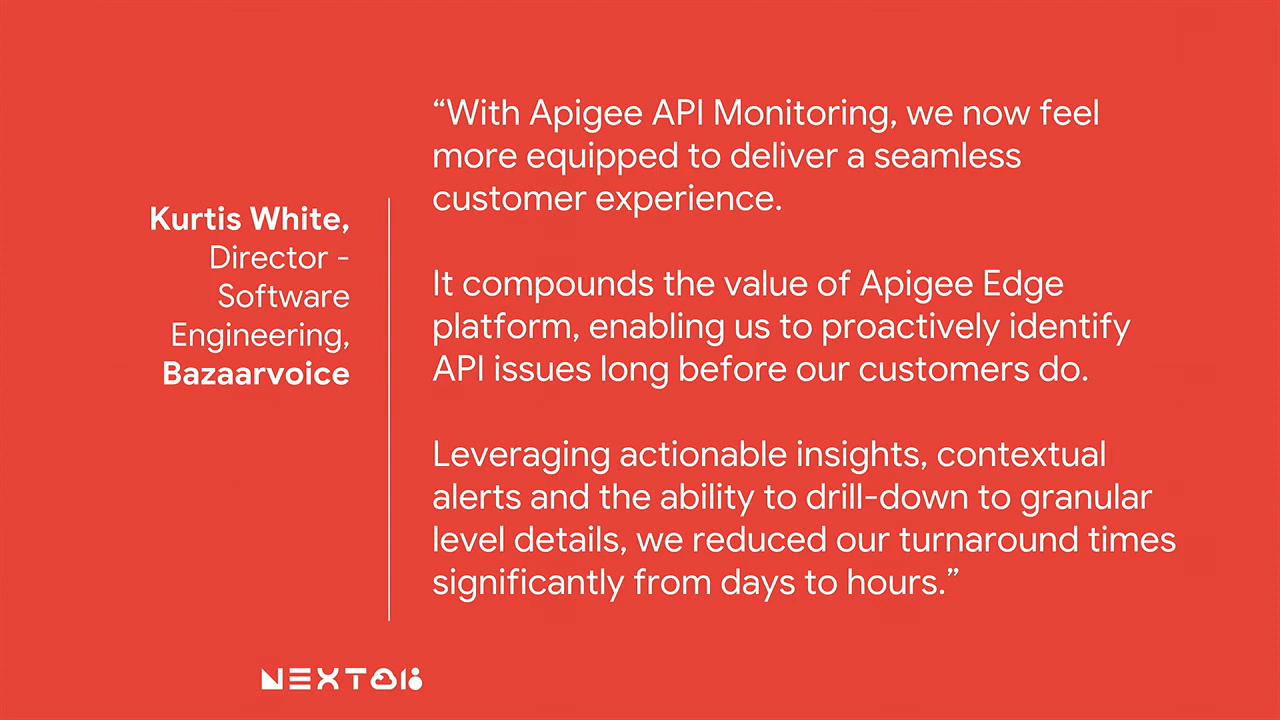 Kurtis White,
Director -
Software
Engineering,
Bazaarvoice
“With Apigee API Monitoring, we now feel
more equipped to deliver a seamless
customer experience.
It compounds the value of Apigee Edge
platform, enabling us to proactively identify
API issues long before our customers do.
Leveraging actionable insights, contextual
alerts and the ability to drill-down to granular
level details, we reduced our turnaround times
significantly from days to hours.”
NEXT18